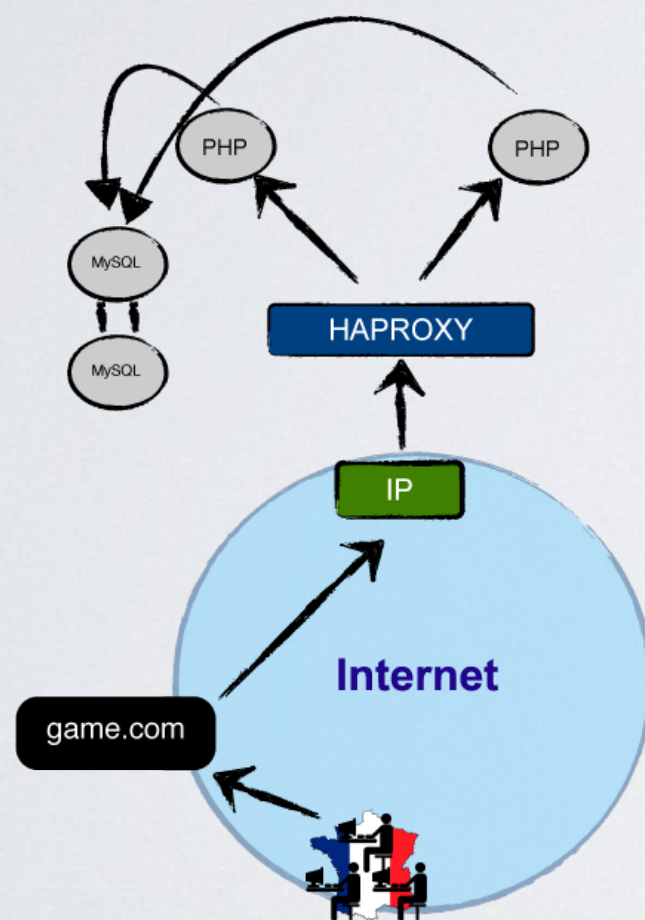 PHP
PHP
MySQL
HAPROXY
MySQL
IP
Internet
game.com